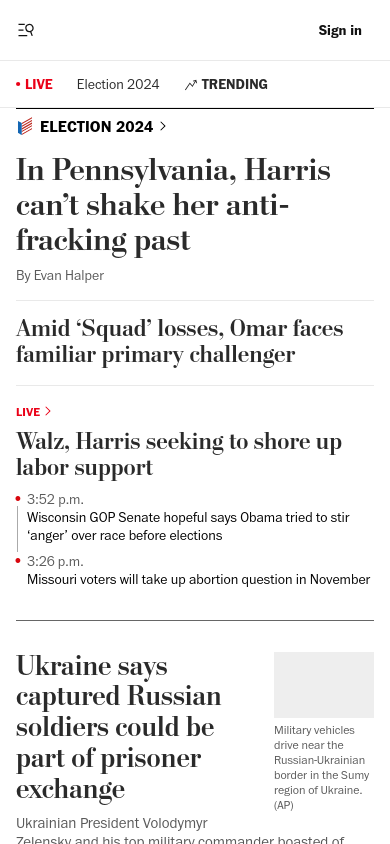 Sign in
LIVE
Election 2024
TRENDING
ELECTION 2024
In Pennsylvania, Harris
can’t shake her anti-
fracking past
By Evan Halper
Amid ‘Squad’ losses, Omar faces
familiar primary challenger
LIVE
Walz, Harris seeking to shore up
labor support
3:52 p.m.
Wisconsin GOP Senate hopeful says Obama tried to stir
‘anger’ over race before elections
3:26 p.m.
Missouri voters will take up abortion question in November
Ukraine says
captured Russian
soldiers could be
part of prisoner
exchange
Military vehicles
drive near the
Russian-Ukrainian
border in the Sumy
region of Ukraine.
(AP)
Ukrainian President Volodymyr
Zelensky and his top military commander boasted of